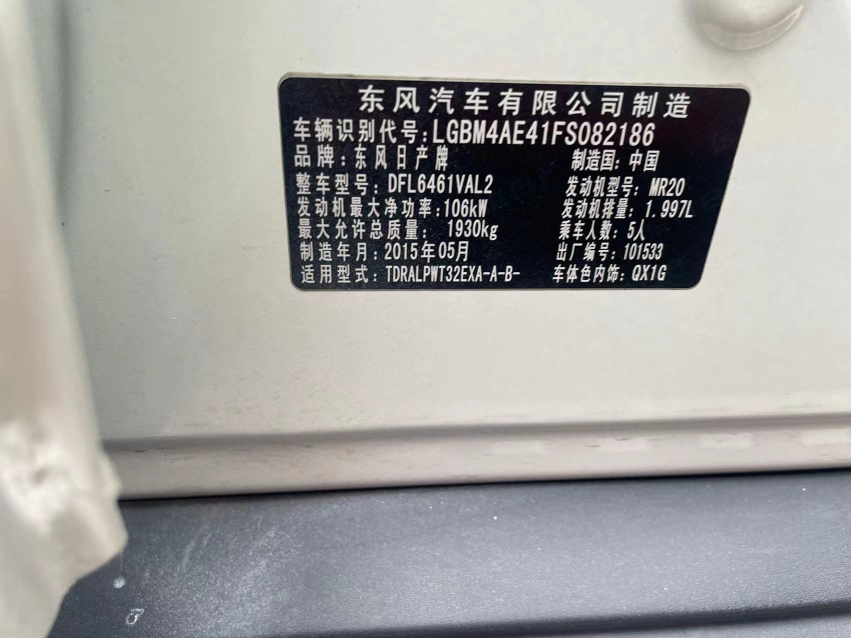 东风汽车有限公司制造
车辆识别代号:LGBM4AE41FS082186
品牌:东风日产牌 制造国:中国
整车型号:DFL6461VAL2 发动机型号:MR20
发动机最大净功率:106kW 发动机排量:1.997L
最大允许总质量: 1930kg 乘车人数:5人
制造年月:2015年05月 出厂编号:101533
适用型式:TDRALPWT32EXA-A-B- 车体色内饰:QX1G